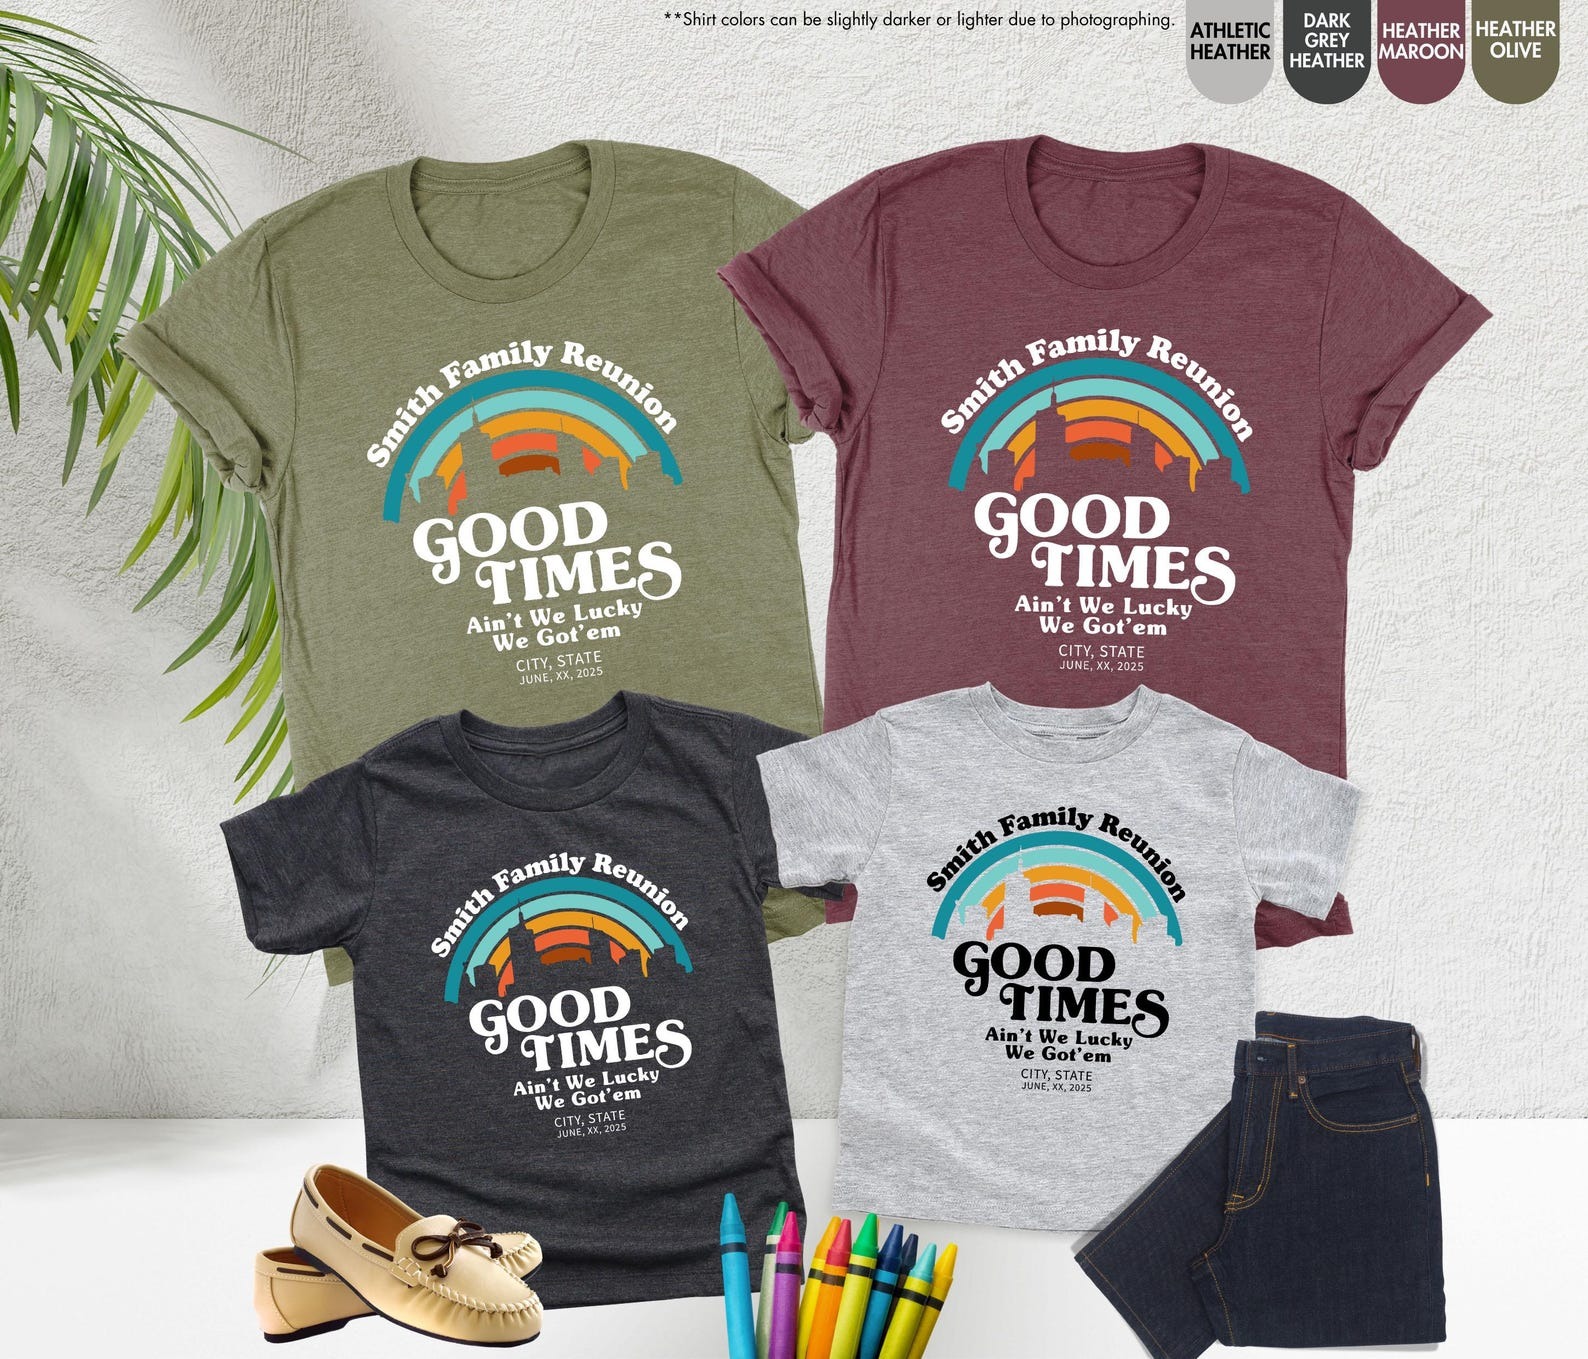 **Shirt colors can be slightly darker or lighter due to photographing.
ATHLETIC
HEATHER
DARK
GREY
HEATHER
HEATHER
MAROON
HEATHER
OLIVE
Smith Family Reunion
GOOD
TIMES
Ain't We Lucky
We Got'em
CITY, STATE
JUNE, XX, 2025
Smith Family Reunion
GOOD
TIMES
Ain't We Lucky
We Got'em
CITY, STATE
JUNE, XX, 2025
Smith Family Reunion
GOOD
TIMES
Ain't We Lucky
We Got'em
CITY, STATE
JUNE, XX, 2025
Smith Family Reunion
GOOD
TIMES
Ain't We Lucky
We Got'em
CITY, STATE
JUNE, XX, 2025